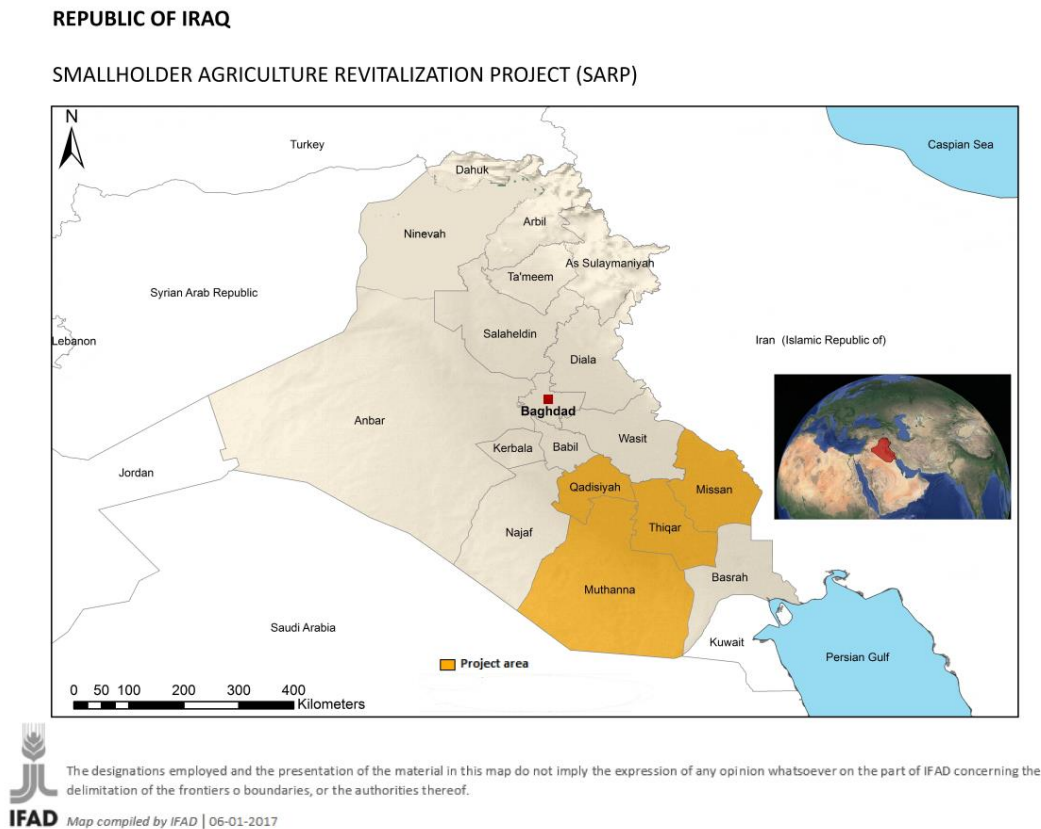 REPUBLIC OF IRAQ
SMALLHOLDER AGRICULTURE REVITALIZATION PROJECT (SARP)
N
Turkey
Caspian Sea
Dahuk
Arbil
Ninevah
As Sulaymaniyah
Ta'meem
Syrian Arab Republic
Salaheldin
Lebanon
Iran (Islamic Republic of)
Diala
Baghdad
Anbar
Wasit
Kerbala
Babil
Jordan
Qadisiyah
Missan
Najaf
Thiqar
Basrah
Muthanna
Saudi Arabia
Kuwait
Persian Gulf
Project area
0 50 100 200 300 400
Kilometers
The designations employed and the presentation of the material in this map do not imply the expression of any opinion whatsoever on the part of IFAD concerning the
delimitation of the frontiers o boundaries, or the authorities thereof.
IFAD Map compiled by IFAD | 06-01-2017